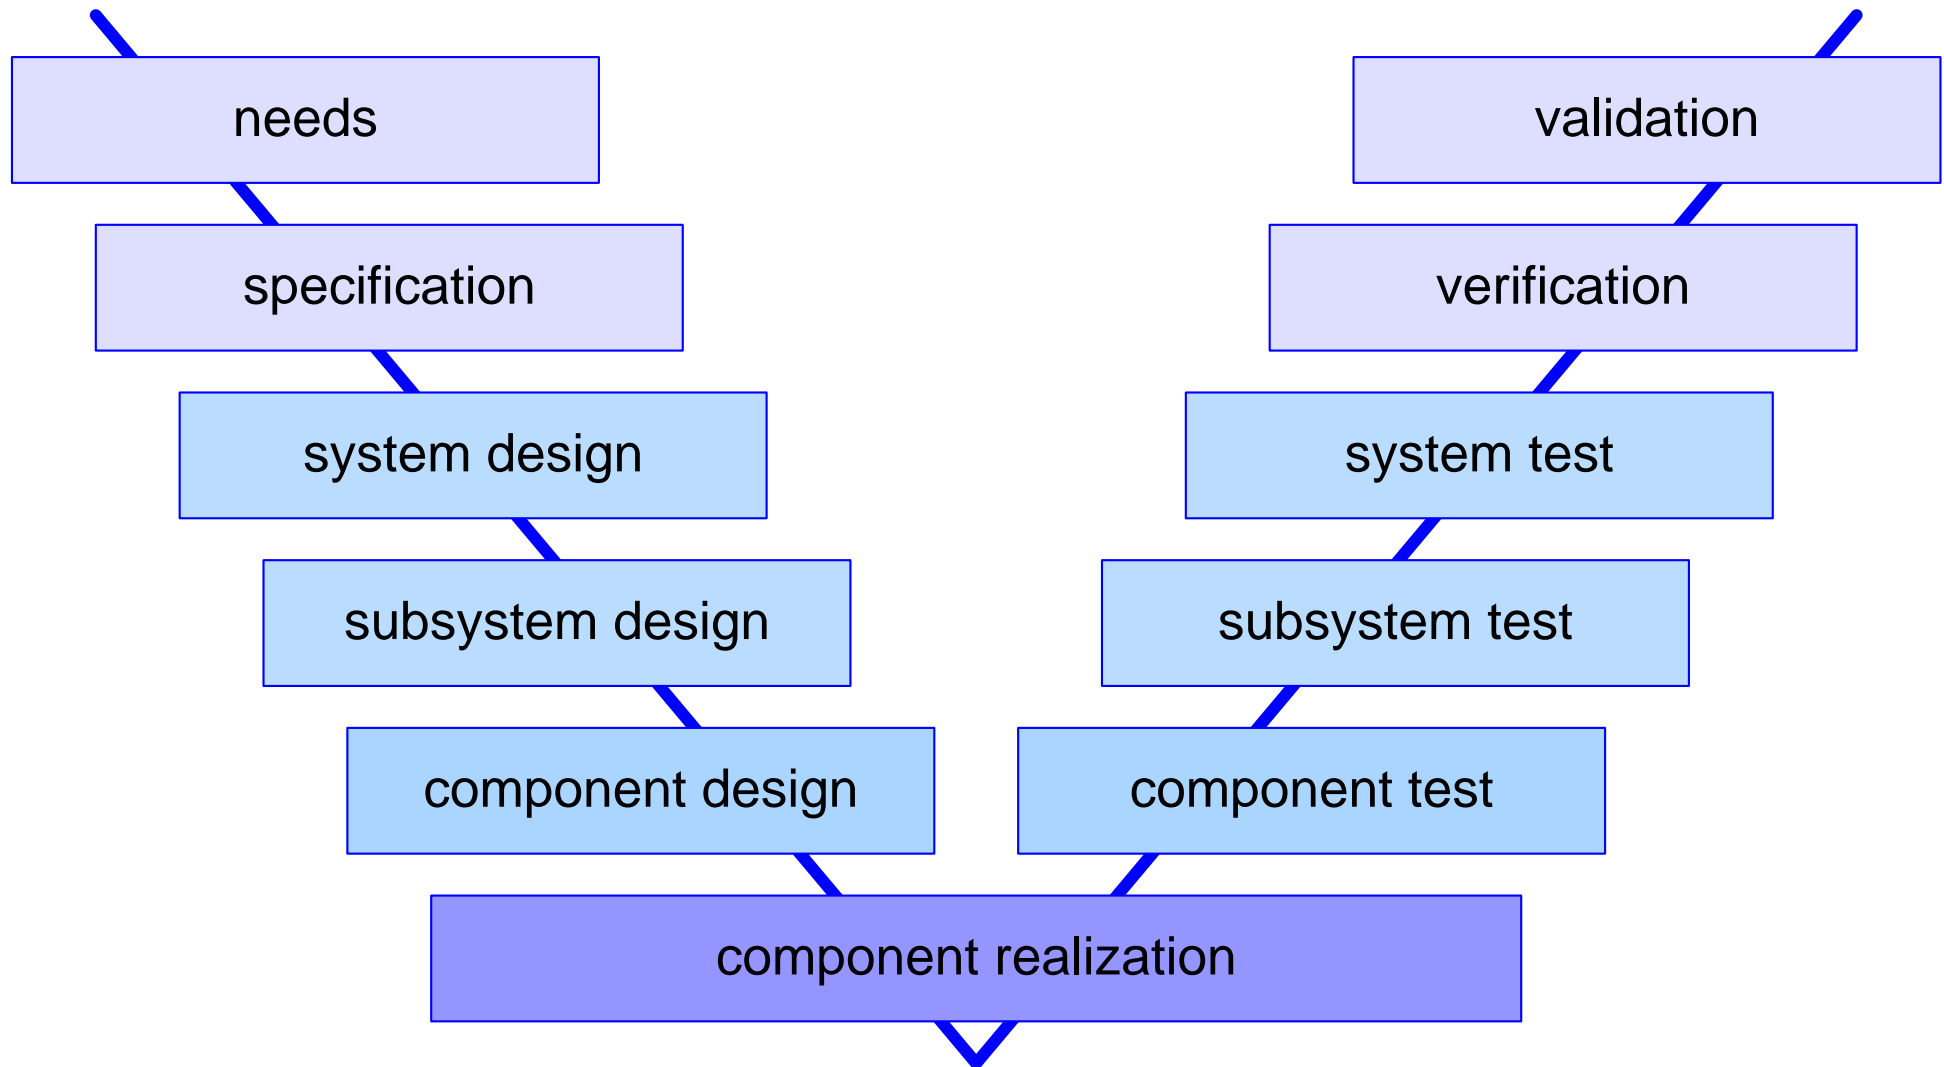 needs
validation
specification
verification
system design
system test
subsystem design
subsystem test
component design
component test
component realization